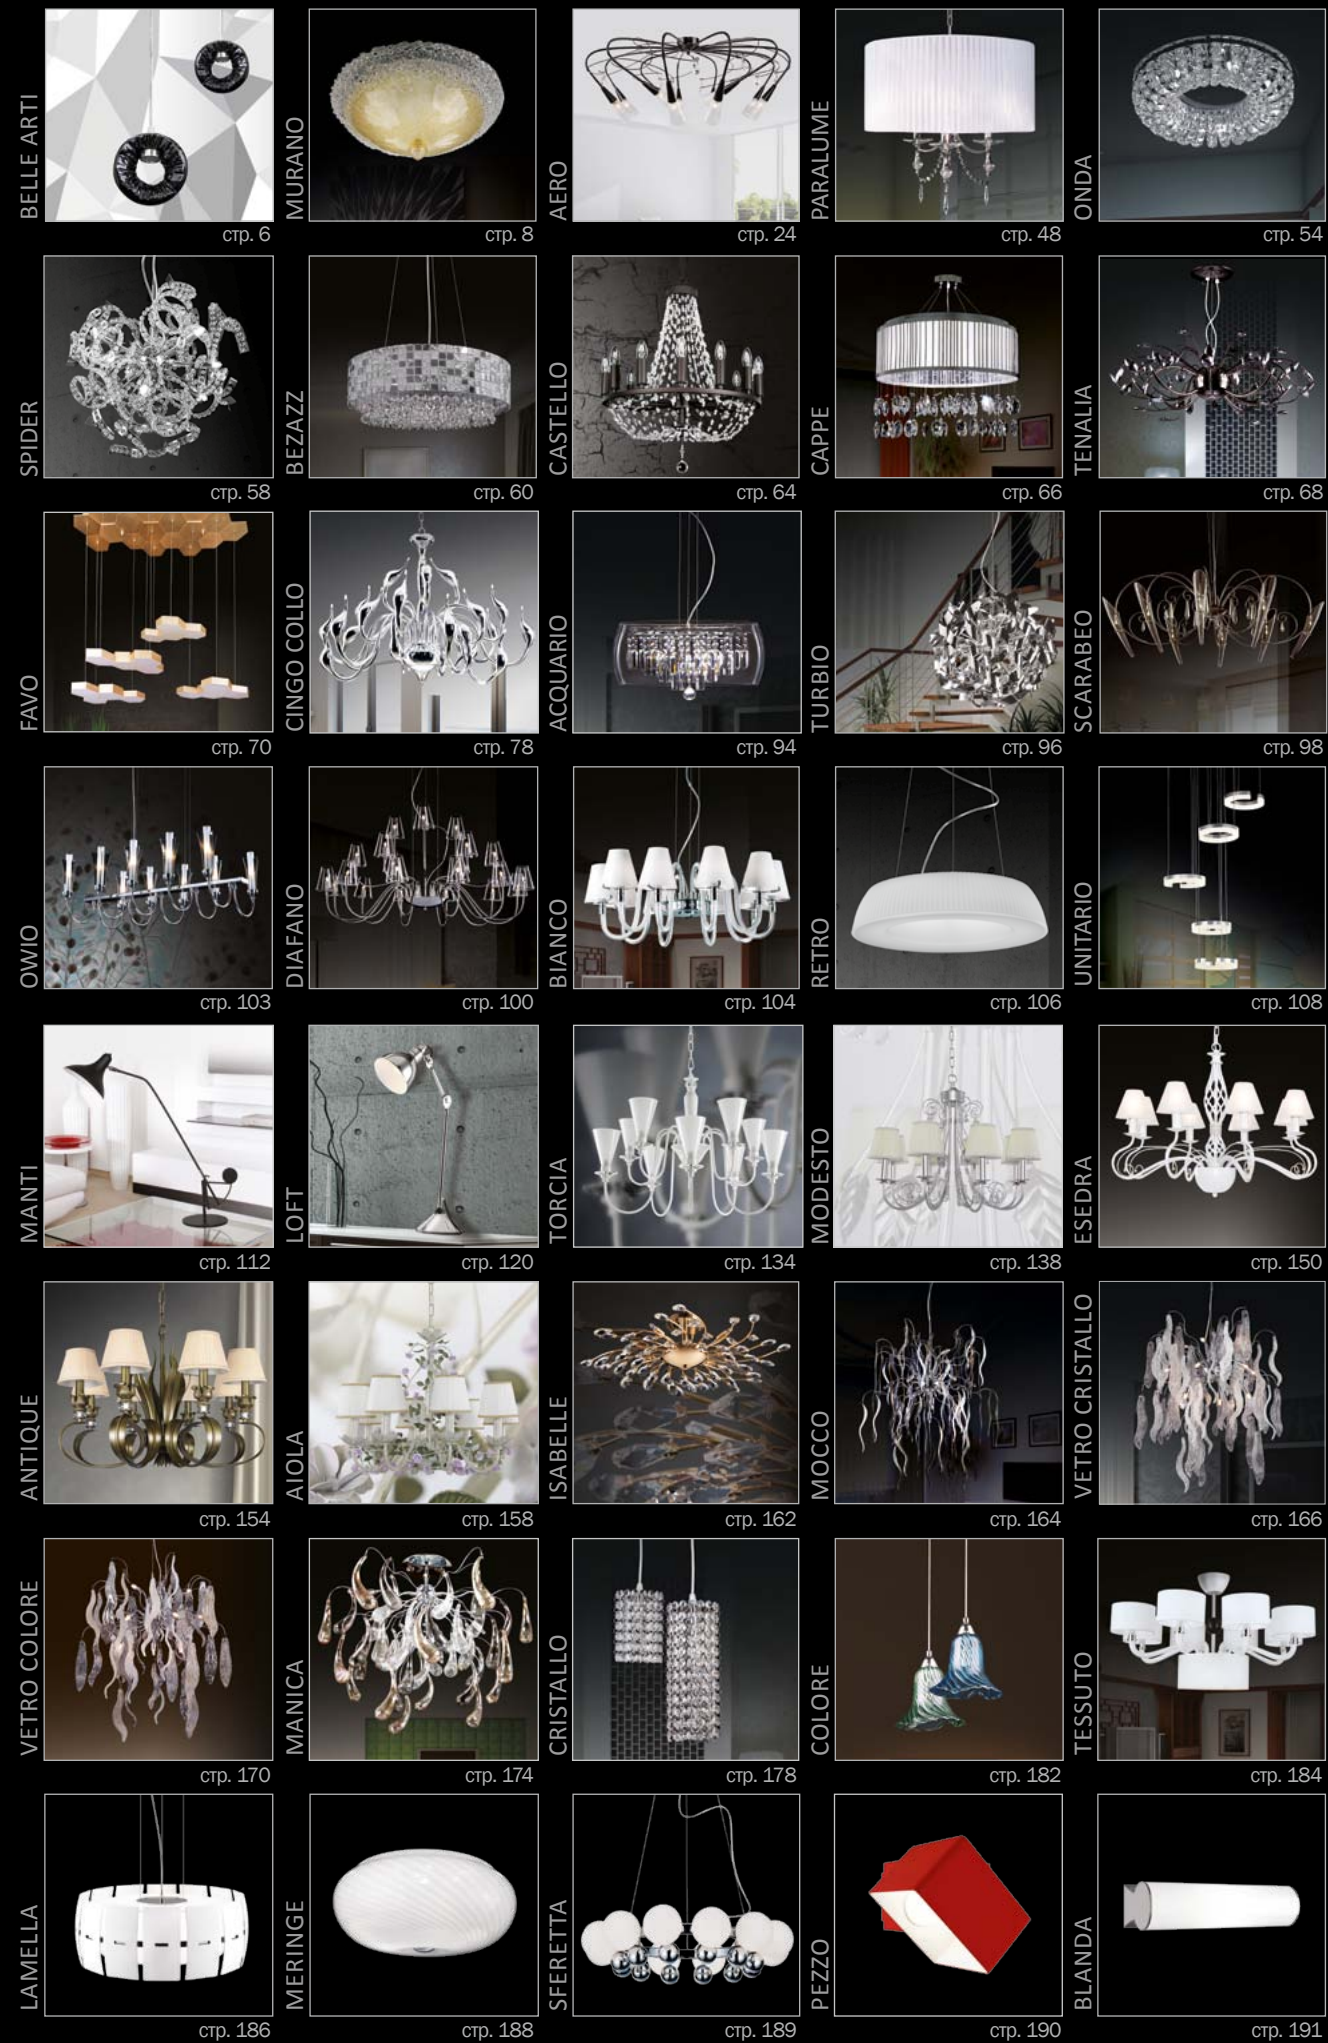 BELLE ARTI
стр. 6
MURANO
стр. 8
AERO
стр. 24
PARALUME
стр. 48
ONDA
стр. 54
SPIDER
стр. 58
BEZAZZ
стр. 60
CASTELLO
стр. 64
CAPPE
стр. 66
TENALIA
стр. 68
FAVO
стр. 70
CINGO COLLO
стр. 78
ACQUARIO
стр. 94
TURBIO
стр. 96
SCARABEO
стр. 98
OWIO
стр. 103
DIAFANO
стр. 100
BIANCO
стр. 104
RETRO
стр. 106
UNITARIO
стр. 108
MANTI
стр. 112
LOFT
стр. 120
TORCIA
стр. 134
MODESTO
стр. 138
ESEDRA
стр. 150
ANTIQUE
стр. 154
AIOLA
стр. 158
ISABELLE
стр. 162
MOCCO
стр. 164
VETRO CRISTALLO
стр. 166
VETRO COLORE
стр. 170
MANICA
стр. 174
CRISTALLO
стр. 178
COLORE
стр. 182
TESSUTO
стр. 184
LAMELLA
стр. 186
MERINGE
стр. 188
SFERETTA
стр. 189
PEZZO
стр. 190
BLANDA
стр. 191